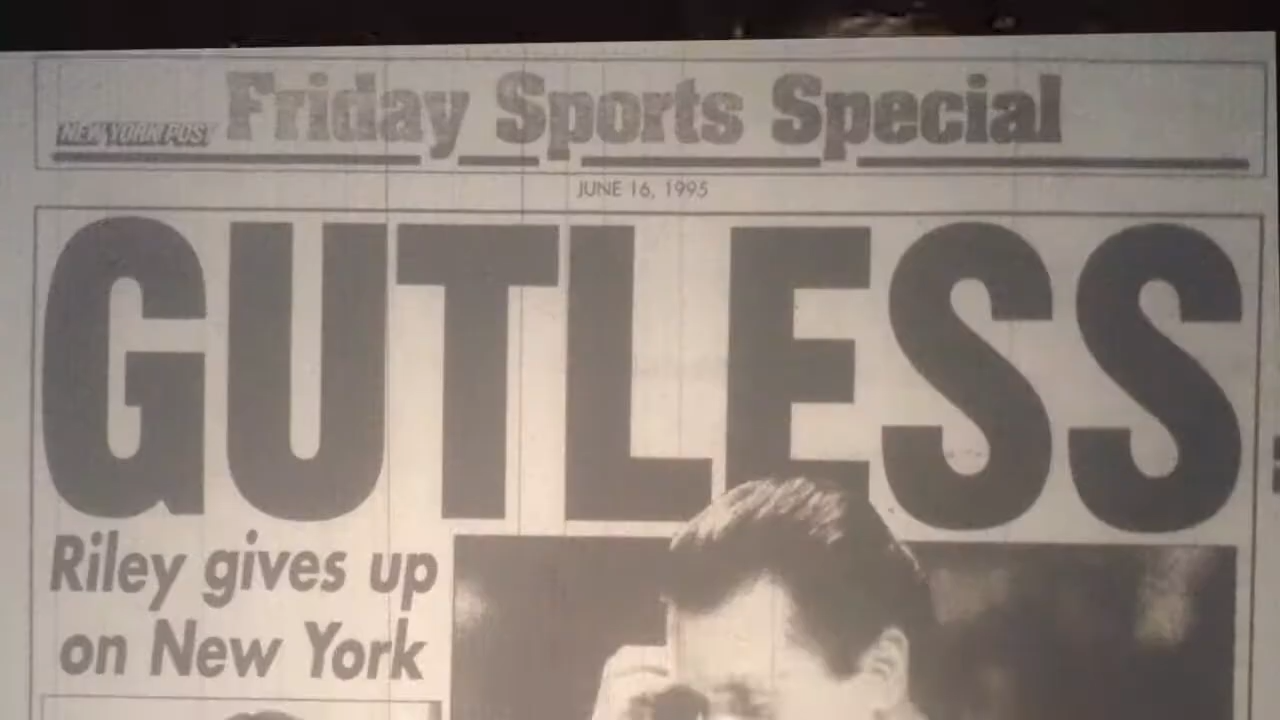 NEW YORK POST Friday Sports Special
JUNE 16, 1995
GUTLESS
Riley gives up
on New York